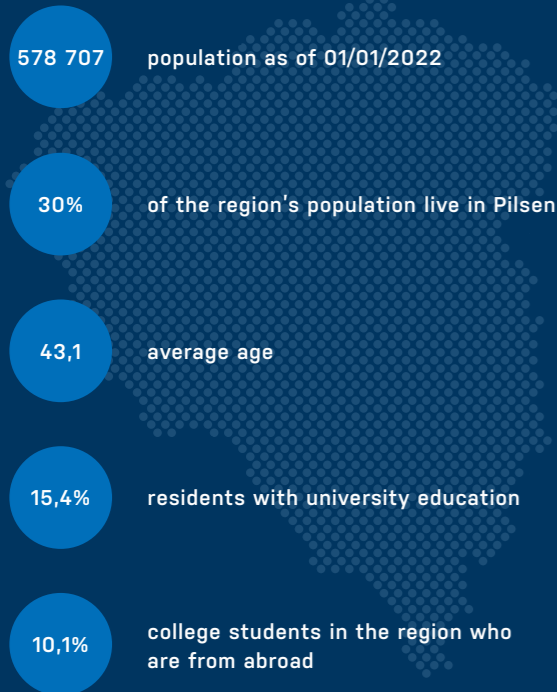 578 707 population as of 01/01/2022
30% of the region's population live in Pilsen
43,1 average age
15,4% residents with university education
10,1% college students in the region who
are from abroad